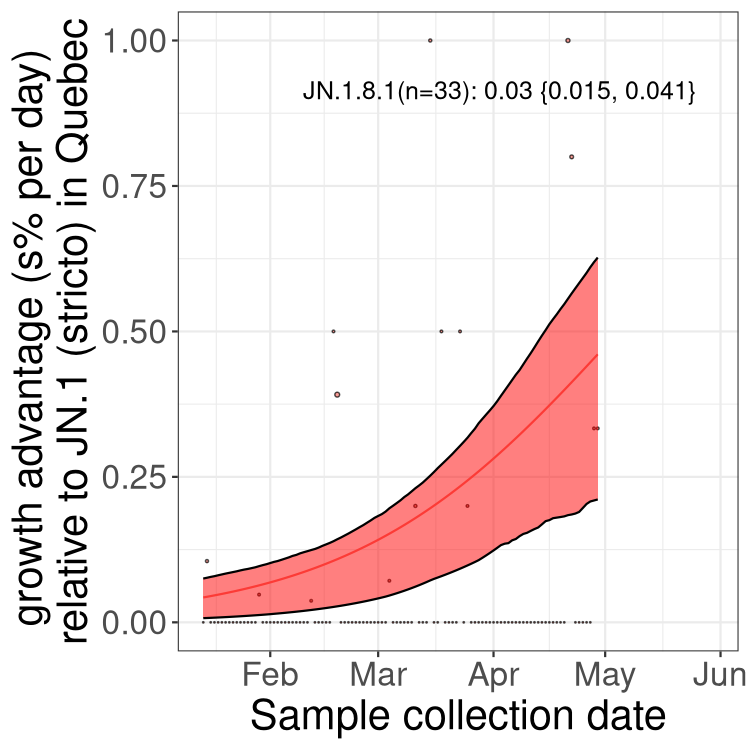 growth advantage (s% per day)
relative to JN.1 (stricto) in Quebec
1.00
0.75
0.50
0.25
0.00
JN.1.8.1(n=33): 0.03 {0.015, 0.041}
Feb Mar Apr May Jun
Sample collection date